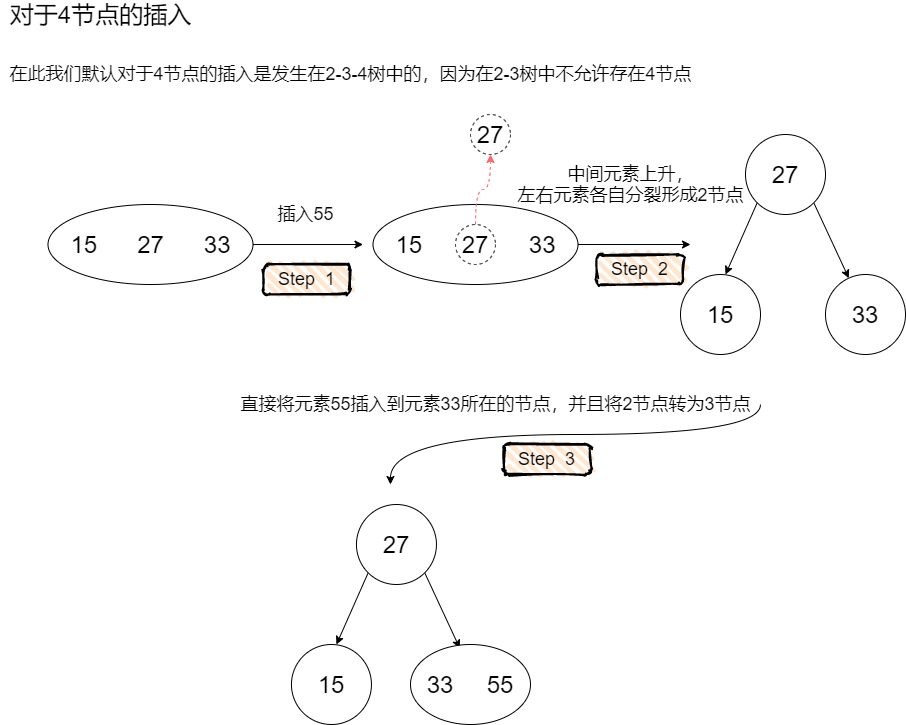 对于4节点的插入
在此我们默认对于4节点的插入是发生在2-3-4树中的，因为在2-3树中不允许存在4节点
27
中间元素上升，
左右元素各自分裂形成2节点
27
插入55
15 27 33
15 27 33
Step 1
Step 2
15
33
直接将元素55插入到元素33所在的节点，并且将2节点转为3节点
Step 3
27
15
33 55